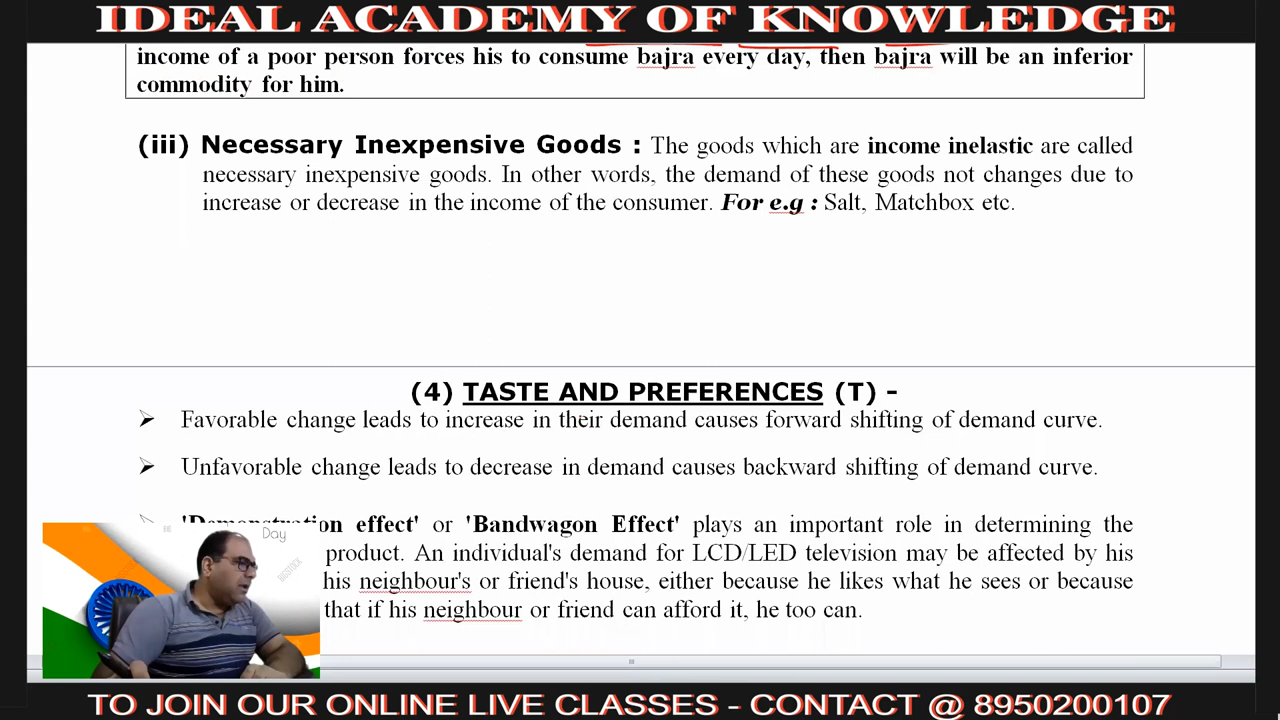 IDEAL ACADEMY OF KNOWLEDGE
income of a poor person forces his to consume bajra every day, then bajra will be an inferior
commodity for him.
(iii) Necessary Inexpensive Goods : The goods which are income inelastic are called
necessary inexpensive goods. In other words, the demand of these goods not changes due to
increase or decrease in the income of the consumer. For e.g : Salt, Matchbox etc.
(4) TASTE AND PREFERENCES (T) -
➢ Favorable change leads to increase in their demand causes forward shifting of demand curve.
➢ Unfavorable change leads to decrease in demand causes backward shifting of demand curve.
➢ 'Demonstration effect' or 'Bandwagon Effect' plays an important role in determining the
Day
product. An individual's demand for LCD/LED television may be affected by his
his neighbour's or friend's house, either because he likes what he sees or because
that if his neighbour or friend can afford it, he too can.
TO JOIN OUR ONLINE LIVE CLASSES - CONTACT @ 8950200107